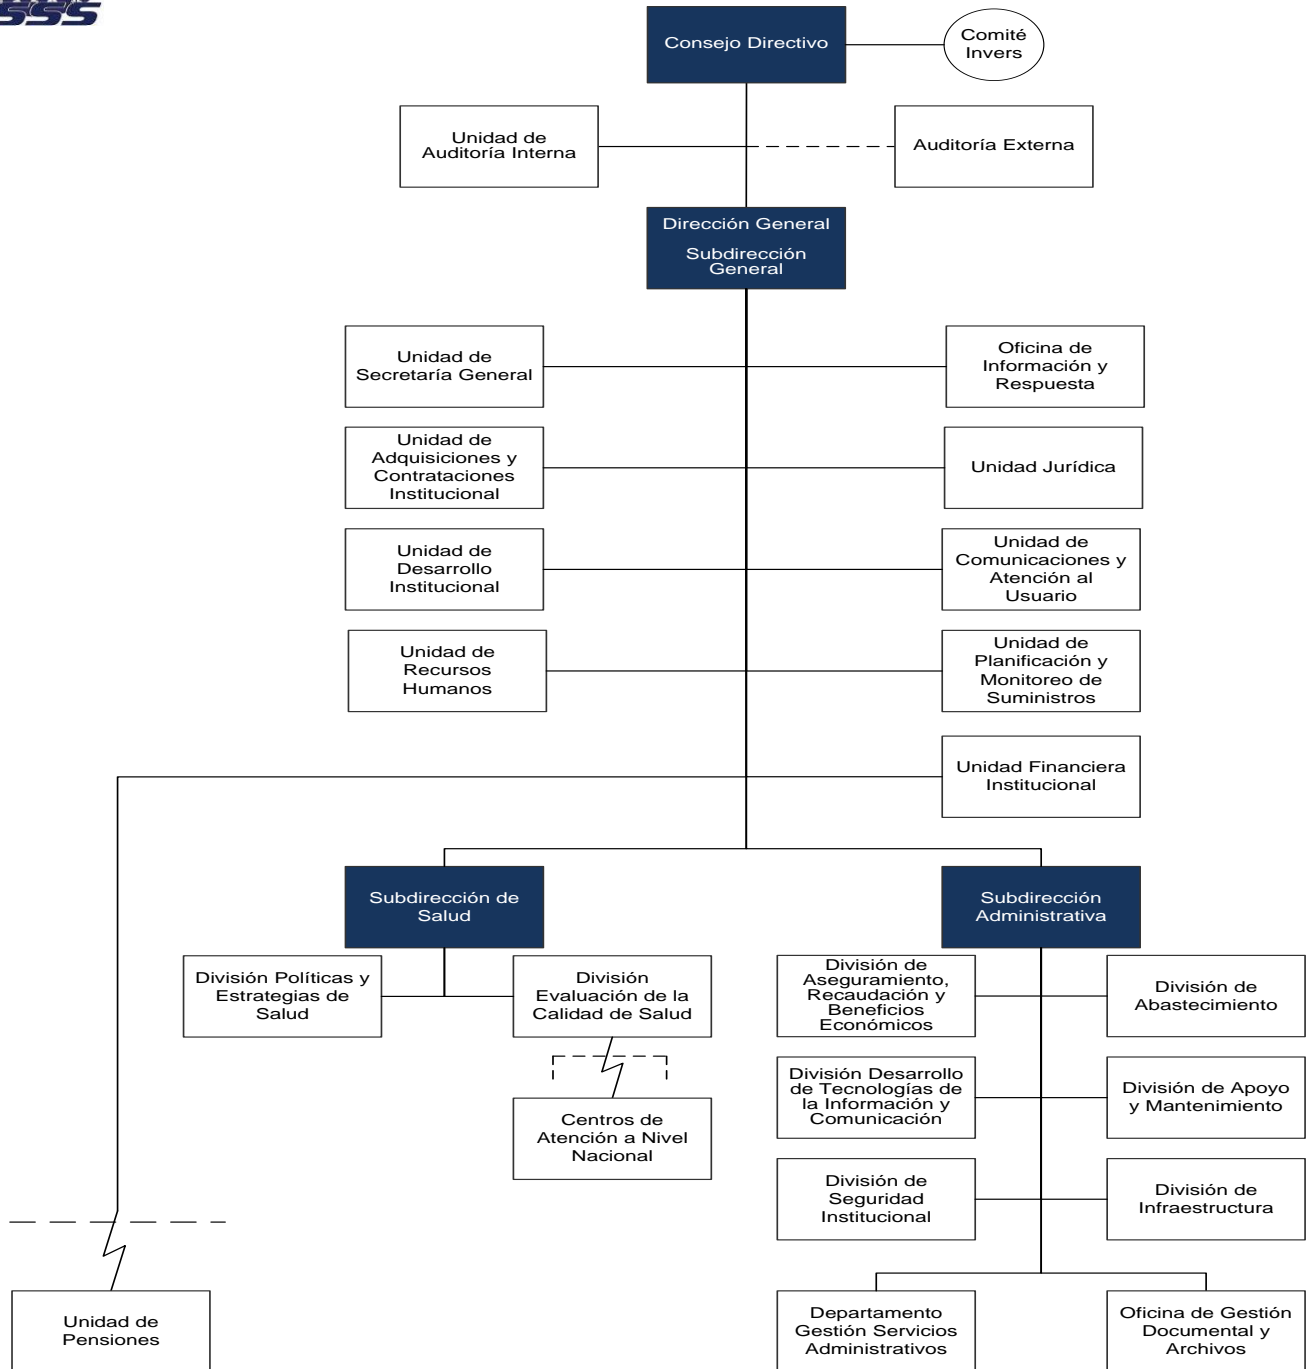 Consejo Directivo
Comité
Invers
Unidad de
Auditoría Interna
Auditoría Externa
Dirección General
Subdirección
General
Unidad de
Secretaría General
Oficina de
Información y
Respuesta
Unidad de
Adquisiciones y
Contrataciones
Institucional
Unidad Jurídica
Unidad de
Desarrollo
Institucional
Unidad de
Comunicaciones y
Atención al
Usuario
Unidad de
Recursos
Humanos
Unidad de
Planificación y
Monitoreo de
Suministros
Unidad Financiera
Institucional
Subdirección de
Salud
Subdirección
Administrativa
División Políticas y
Estrategias de
Salud
División
Evaluación de la
Calidad de Salud
División de
Aseguramiento,
Recaudación y
Beneficios
Económicos
División de
Abastecimiento
Centros de
Atención a Nivel
Nacional
División Desarrollo
de Tecnologías de
la Información y
Comunicación
División de Apoyo
y Mantenimiento
División de
Seguridad
Institucional
División de
Infraestructura
Unidad de
Pensiones
Departamento
Gestión Servicios
Administrativos
Oficina de Gestión
Documental y
Archivos